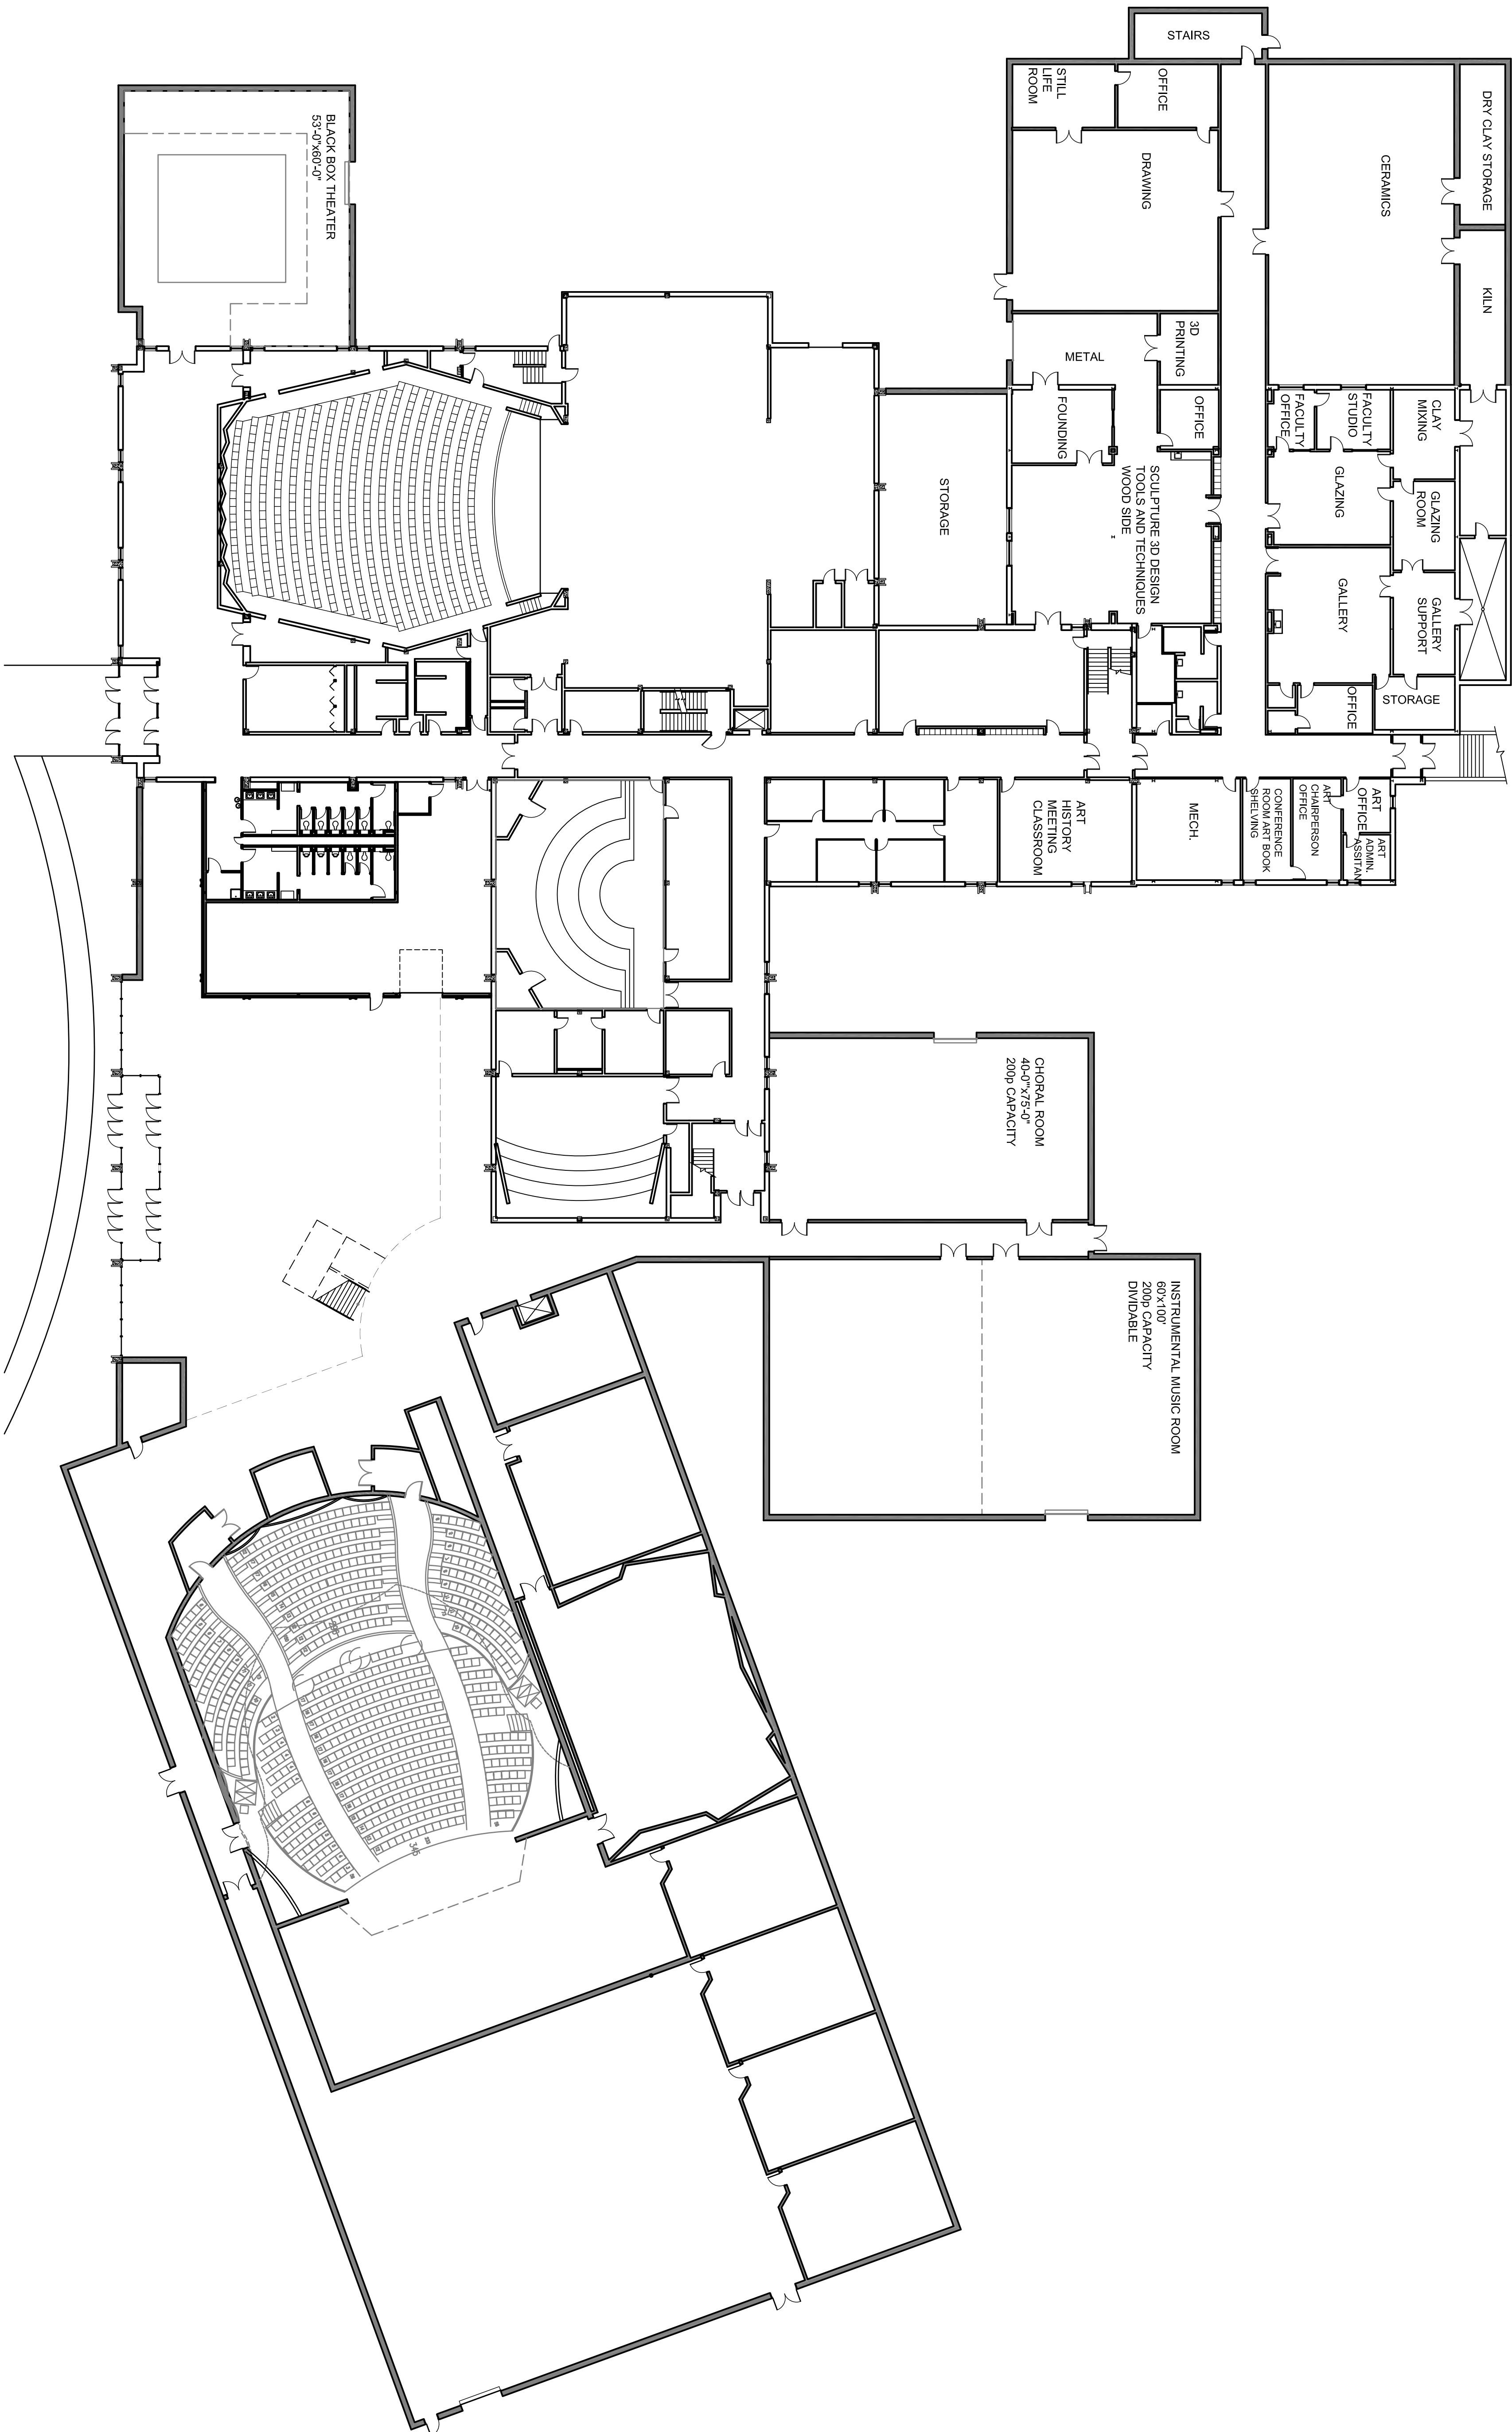 STAIRS
STILL
LIFE
ROOM
OFFICE
DRAWING
CERAMICS
DRY CLAY STORAGE
KILN
BLACK BOX THEATER
53'-0"x60'-0"
3D
PRINTING
METAL
FOUNDING
OFFICE
FACULTY
OFFICE
FACULTY
STUDIO
CLAY
MIXING
GLAZING
GLAZING
ROOM
STORAGE
SCULPTURE 3D DESIGN
TOOLS AND TECHNIQUES
WOOD SIDE
GALLERY
GALLERY
SUPPORT
OFFICE
STORAGE
ART
HISTORY
MEETING
CLASSROOM
MECH.
CONFERENCE
ROOM ART BOOK
SHELVING
ART
CHAIRPERSON
OFFICE
ART
OFFICE
ART
ADMIN.
ASSITAN
CHORAL ROOM
40-0"x75'-0"
200p CAPACITY
INSTRUMENTAL MUSIC ROOM
60'x100'
200p CAPACITY
DIVIDABLE
346